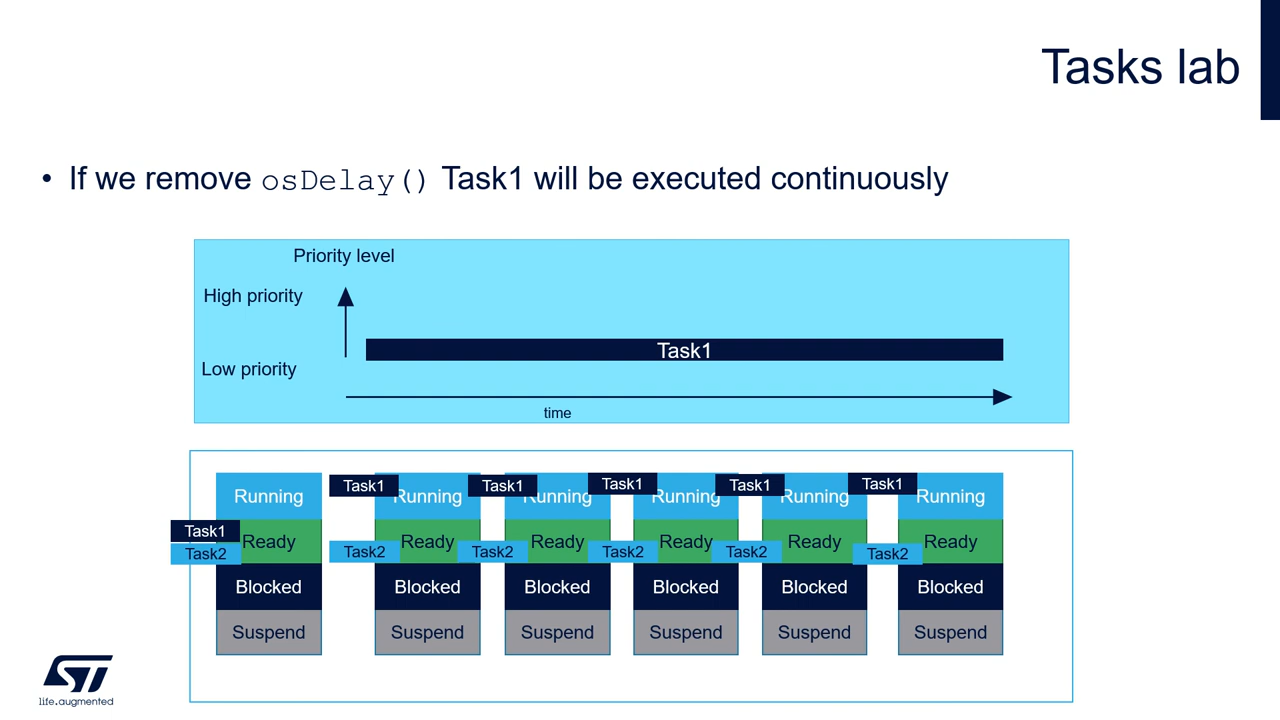 Tasks lab
• If we remove osDelay() Task1 will be executed continuously
Priority level
High priority
Task1
Low priority
time
Running Running Running Running Running Running
Task1 Task1 Task1 Task1 Task1
Task1
Task2
Ready Ready Ready Ready Ready Ready
Task2 Task2 Task2 Task2 Task2
Blocked Blocked Blocked Blocked Blocked Blocked
Suspend Suspend Suspend Suspend Suspend Suspend
ST
life.augmented